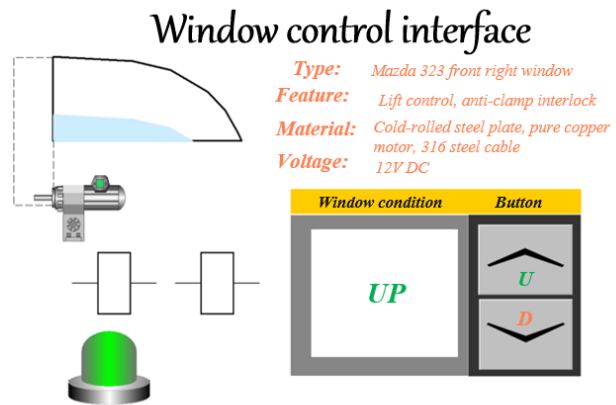 Window control interface
Type: Mazda 323 front right window
Feature: Lift control, anti-clamp interlock
Material: Cold-rolled steel plate, pure copper
motor, 316 steel cable
Voltage: 12V DC
Window condition Button
UP
U
D